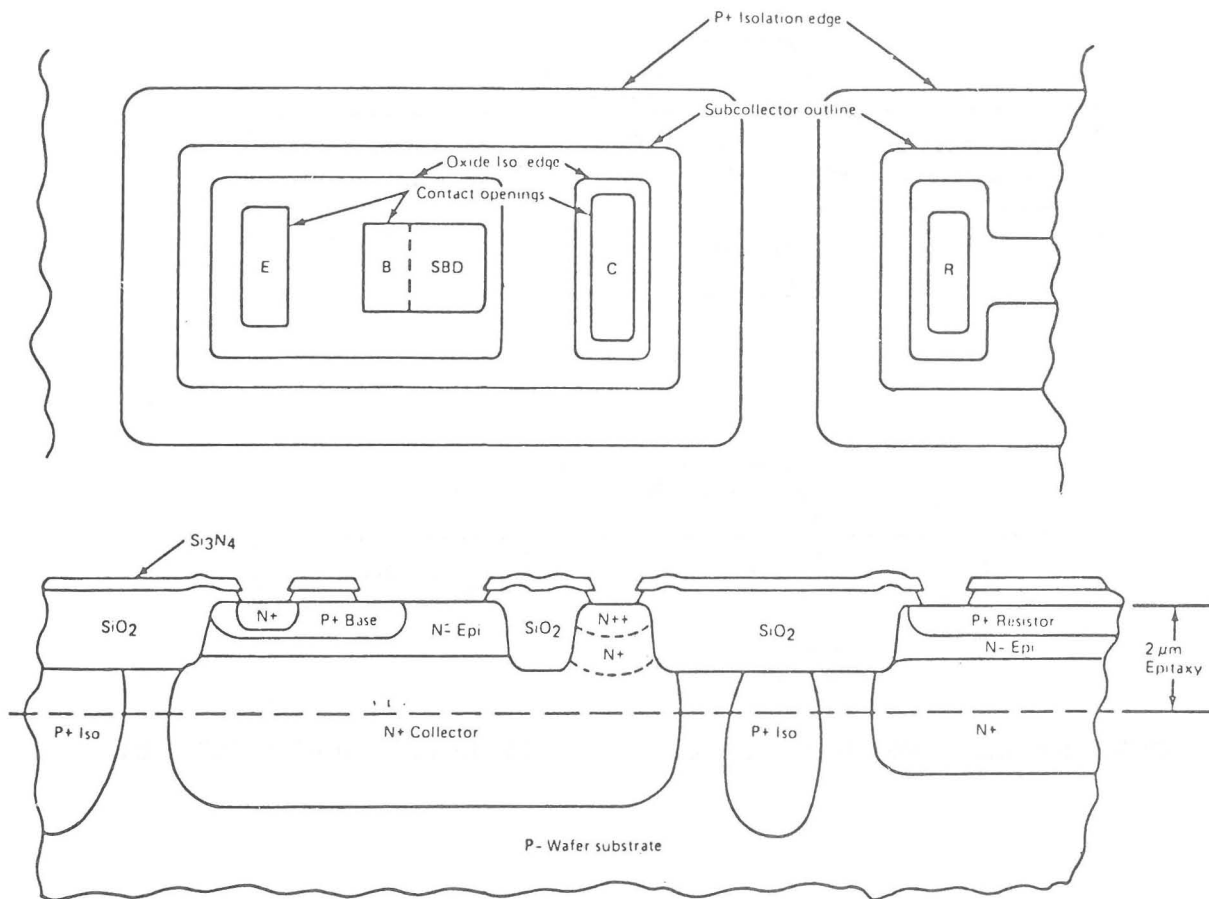 P+ Isolation edge
Subcollector outline
Oxide Iso edge
Contact openings
E
B
SBD
C
R
Si3N4
SiO2
N+
P+ Base
N- Epi
SiO2
N++
N+
SiO2
P+ Resistor
N- Epi
2 μm
Epitaxy
P+ Iso
N+ Collector
P+ Iso
N+
P- Wafer substrate